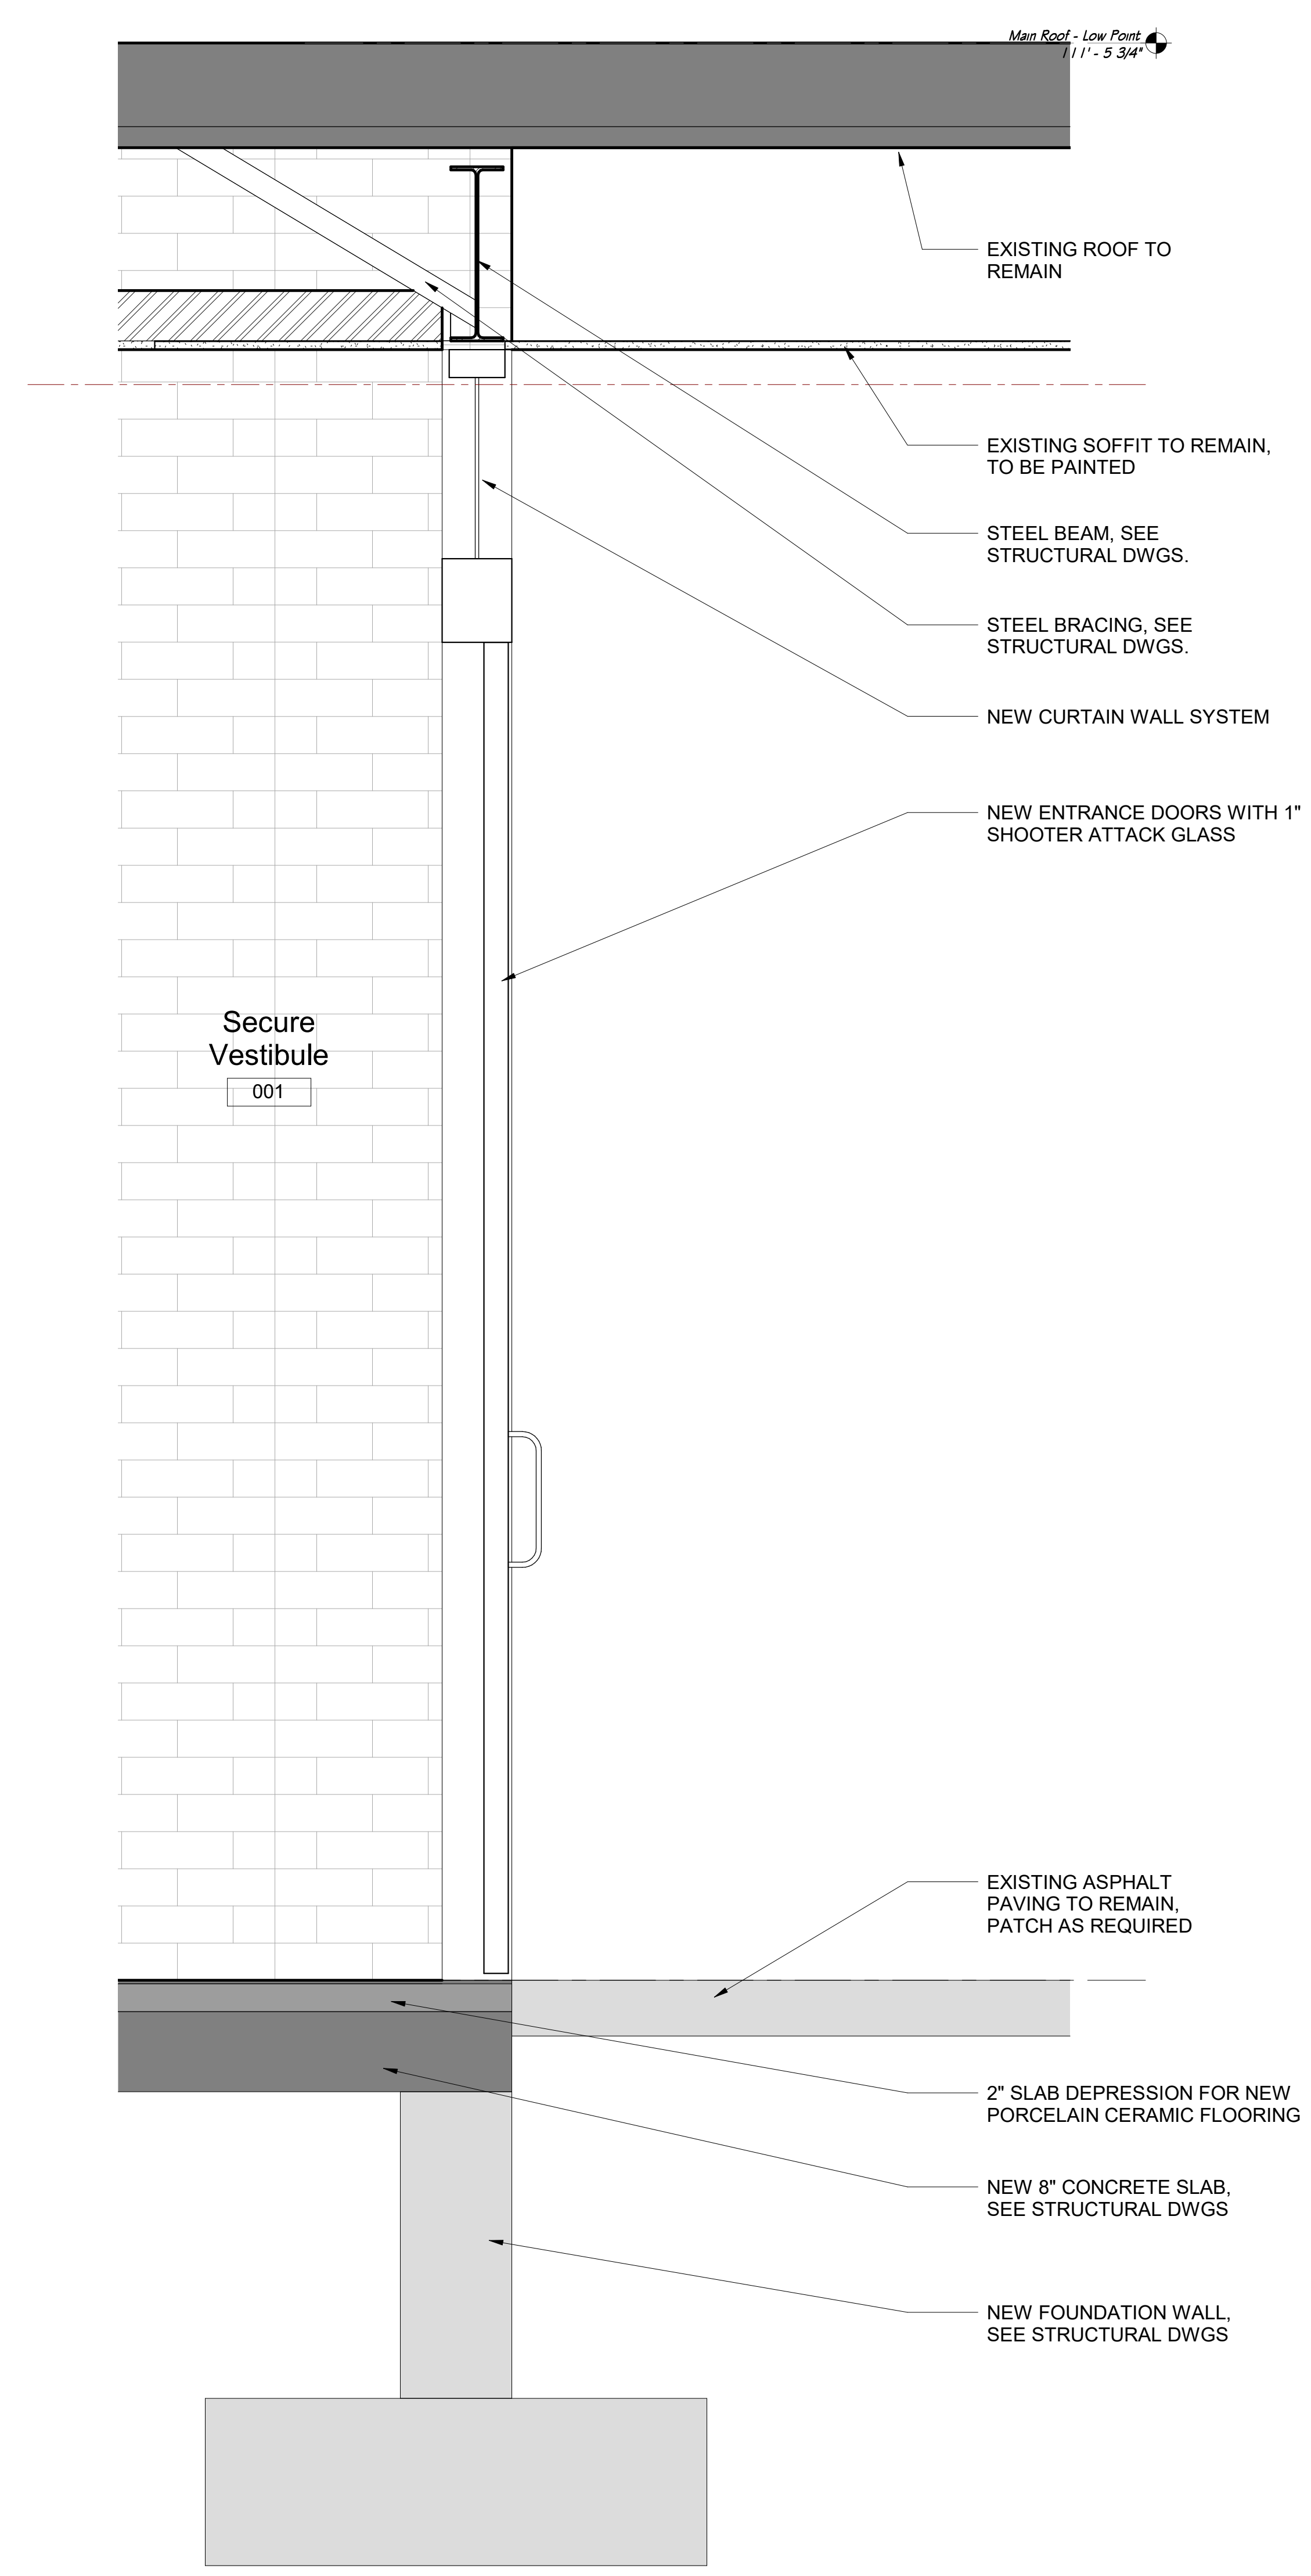 Main Roof - Low Point
111' - 5 3/4"
EXISTING ROOF TO
REMAIN
EXISTING SOFFIT TO REMAIN,
TO BE PAINTED
STEEL BEAM, SEE
STRUCTURAL DWGS.
STEEL BRACING, SEE
STRUCTURAL DWGS.
NEW CURTAIN WALL SYSTEM
NEW ENTRANCE DOORS WITH 1"
SHOOTER ATTACK GLASS
Secure
Vestibule
001
EXISTING ASPHALT
PAVING TO REMAIN,
PATCH AS REQUIRED
2" SLAB DEPRESSION FOR NEW
PORCELAIN CERAMIC FLOORING
NEW 8" CONCRETE SLAB,
SEE STRUCTURAL DWGS
NEW FOUNDATION WALL,
SEE STRUCTURAL DWGS